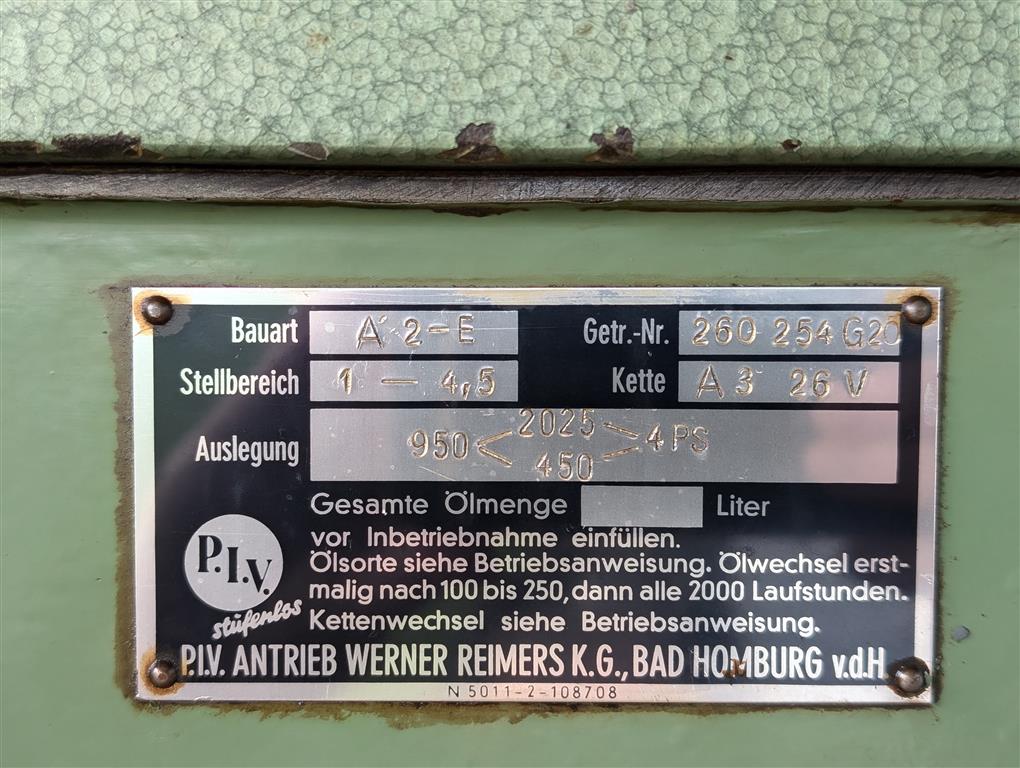 Bauart A 2-E Getr.-Nr. 260 254 G20
Stellbereich 1 – 4,5 Kette A3 26 V
Auslegung 950 < 2025 450 > 4 PS
Gesamte Ölmenge Liter
vor Inbetriebnahme einfüllen.
Ölsorte siehe Betriebsanweisung. Ölwechsel erst-
malig nach 100 bis 250, dann alle 2000 Laufstunden.
Kettenwechsel siehe Betriebsanweisung.
P.I.V.
stufenlos
P.I.V. ANTRIEB WERNER REIMERS K.G., BAD HOMBURG v.d.H.
N 5011-2-108708